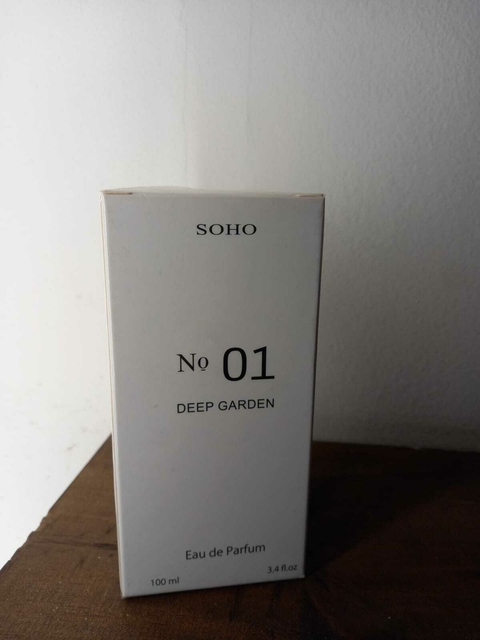 SOHO
№ 01
DEEP GARDEN
Eau de Parfum
100 ml 3.4 fl.oz